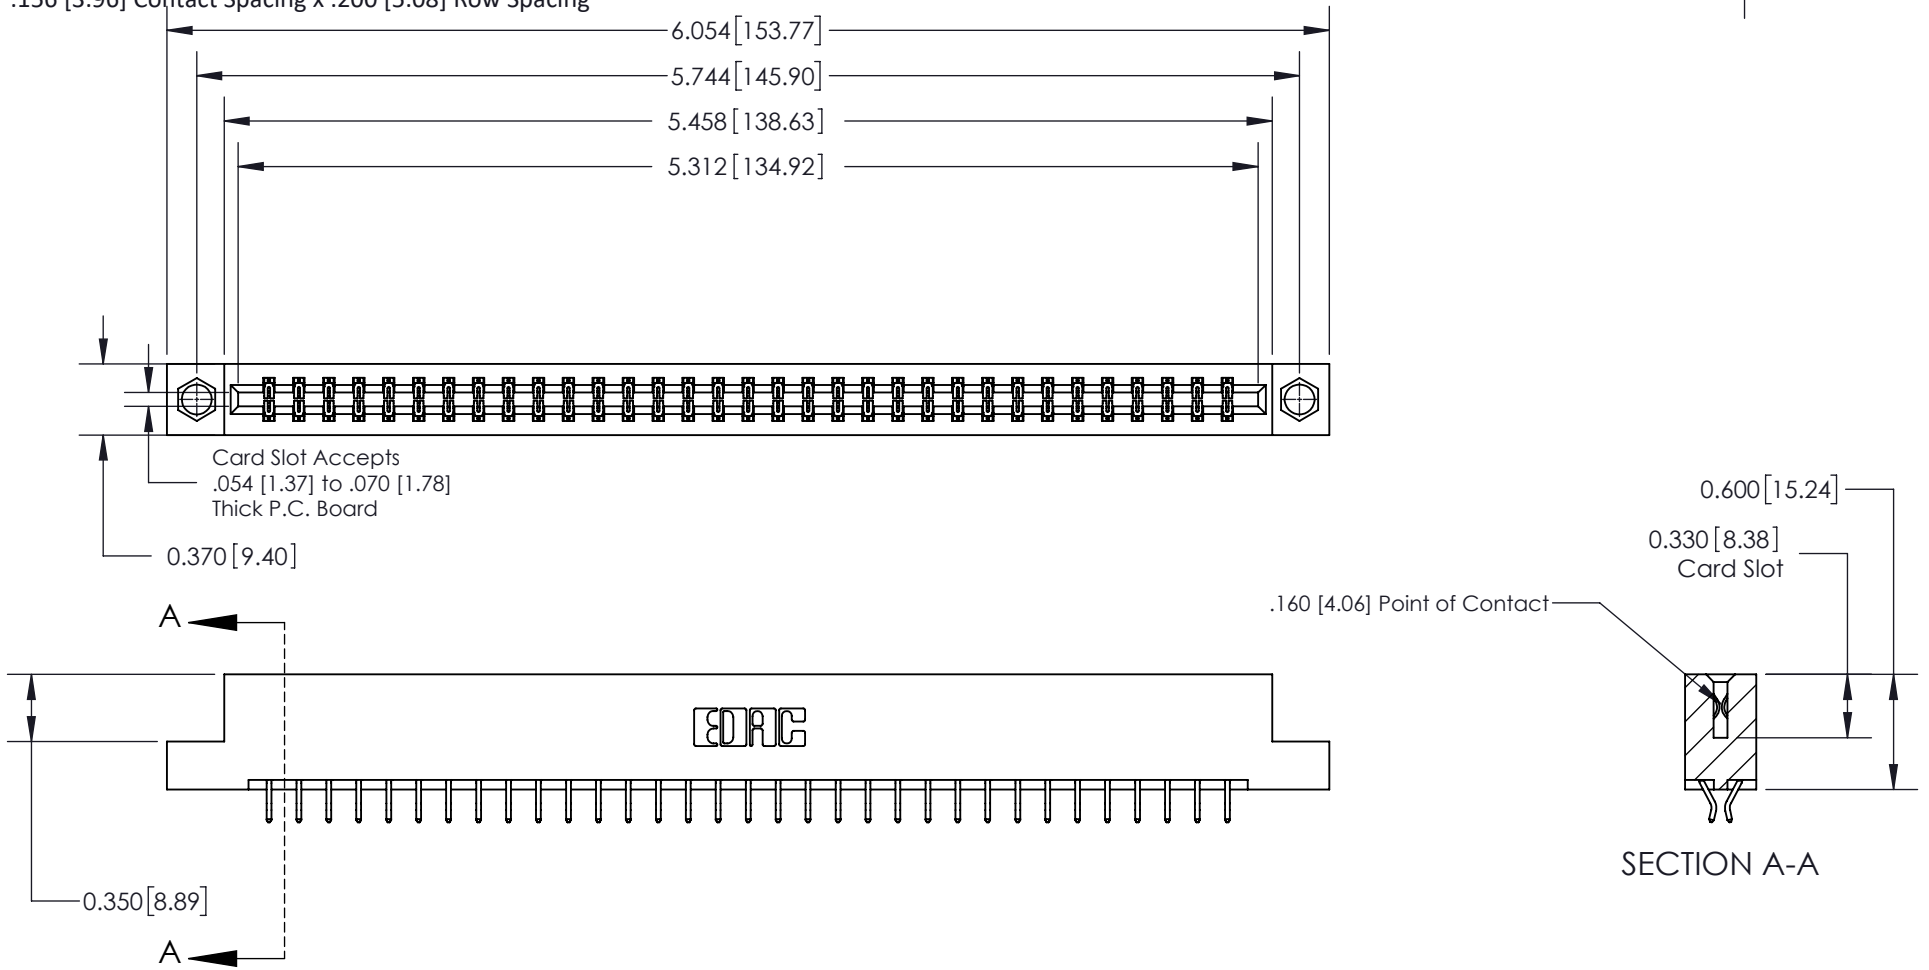 .156 [3.96] Contact Spacing x .200 [5.08] Row Spacing
6.054[153.77]
5.744[145.90]
5.458[138.63]
5.312[134.92]
Card Slot Accepts
.054 [1.37] to .070 [1.78]
Thick P.C. Board
0.370[9.40]
0.600[15.24]
0.330[8.38]
Card Slot
.160 [4.06] Point of Contact
A
EDAC
SECTION A-A
0.350[8.89]
A